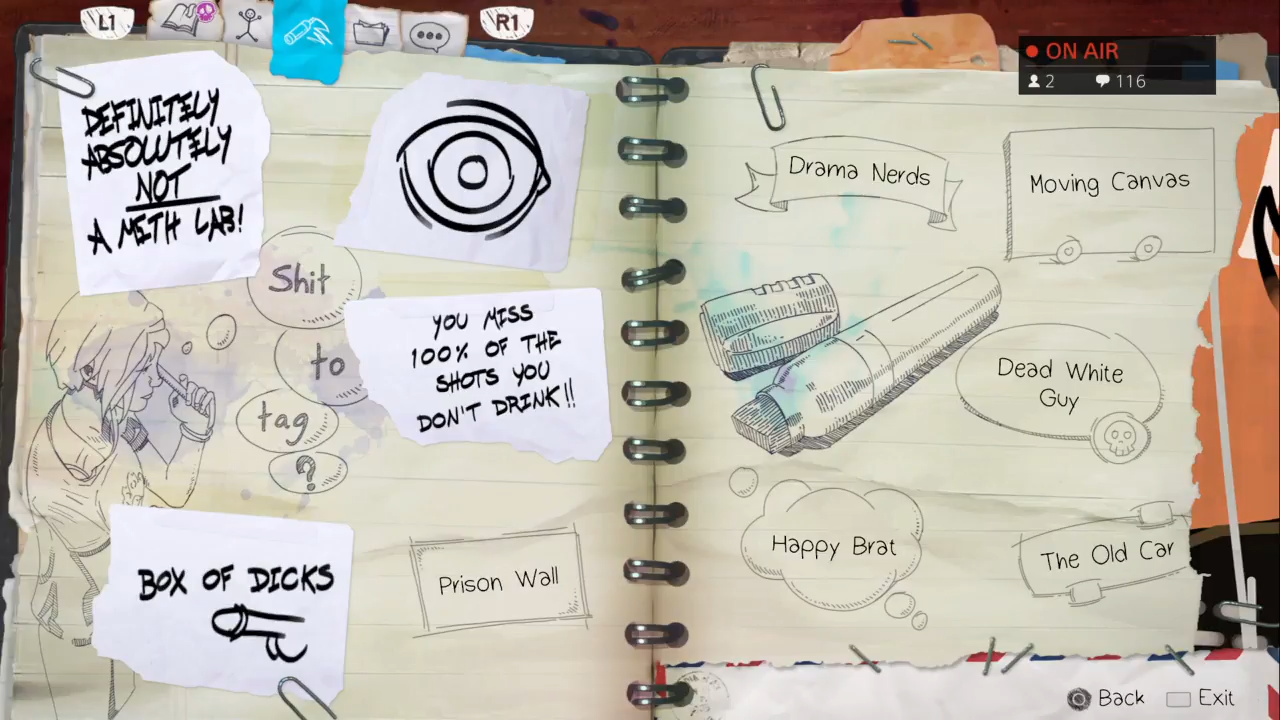 L1
R1
ON AIR
2
116
DEFINITELY
ABSOLUTELY
NOT
A METH LAB!
Shit
to
tag
?
YOU MISS
100% OF THE
SHOTS YOU
DON'T DRINK!!
BOX OF DICKS
Prison Wall
Drama Nerds
Moving Canvas
Dead White
Guy
Happy Brat
The Old Car
Back
Exit